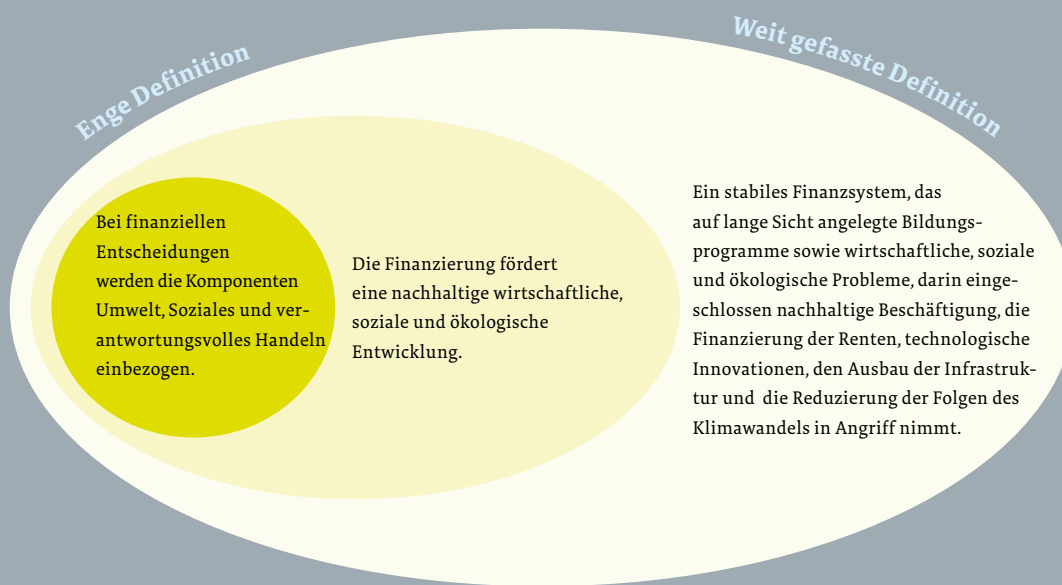 Enge Definition
Weit gefasste Definition
Bei finanziellen
Entscheidungen
werden die Komponenten
Umwelt, Soziales und ver-
antwortungsvolles Handeln
einbezogen.
Die Finanzierung fördert
eine nachhaltige wirtschaftliche,
soziale und ökologische
Entwicklung.
Ein stabiles Finanzsystem, das
auf lange Sicht angelegte Bildungs-
programme sowie wirtschaftliche, soziale
und ökologische Probleme, darin einge-
schlossen nachhaltige Beschäftigung, die
Finanzierung der Renten, technologische
Innovationen, den Ausbau der Infrastruk-
tur und  die Reduzierung der Folgen des
Klimawandels in Angriff nimmt.